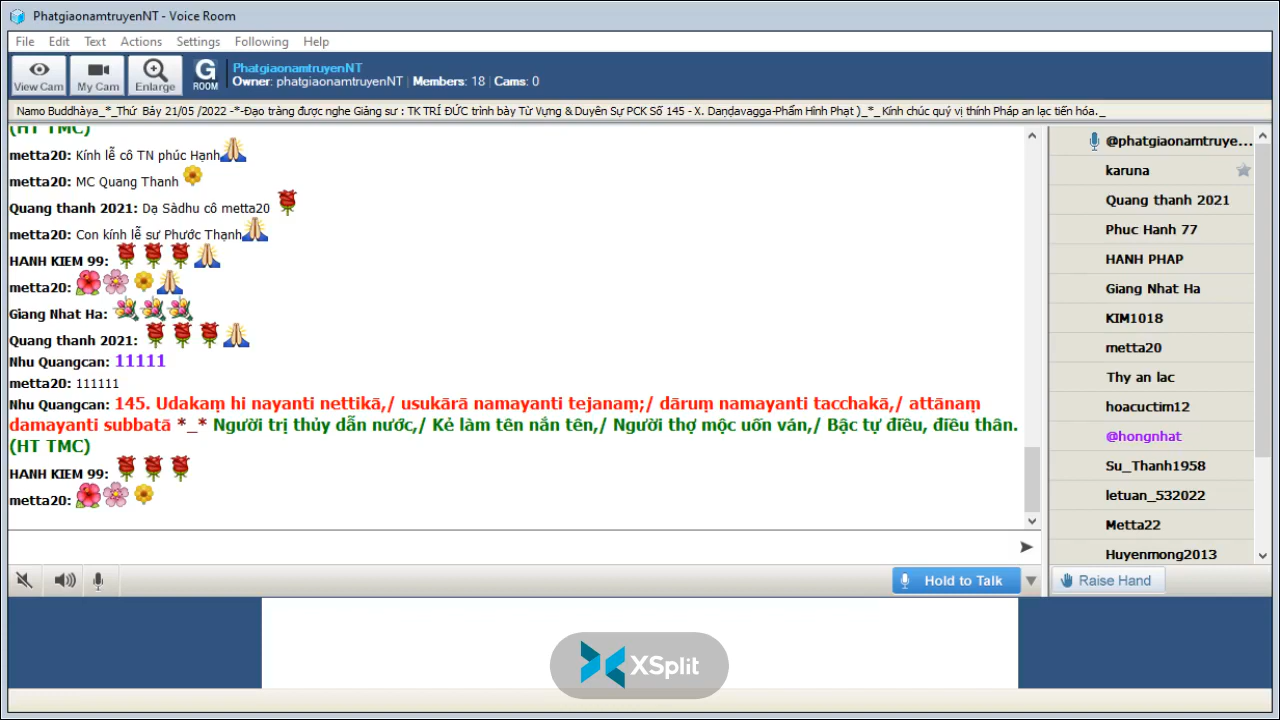 PhatgiaonamtruyenNT - Voice Room
File Edit Text Actions Settings Following Help
View Cam My Cam Enlarge G ROOM
PhatgiaonamtruyenNT
Owner: phatgiaonamtruyenNT Members: 18 Cams: 0
Namo Buddhàya_*_Thứ Bảy 21/05 /2022 -*-Đạo tràng được nghe Giảng sư : TK TRÍ ĐỨC trình bày Từ Vựng & Duyên Sự PCK Số 145 - X. Daṇḍavagga-Phẩm Hình Phạt )_*_Kính chúc quý vị thính Pháp an lạc tiến hóa._
(HT TMC)
metta20: Kính lễ cô TN phúc Hạnh
metta20: MC Quang Thanh
Quang thanh 2021: Dạ Sàdhu cô metta20
metta20: Con kính lễ sư Phước Thạnh
HANH KIEM 99:
metta20:
Giang Nhat Ha:
Quang thanh 2021:
Nhu Quangcan: 11111
metta20: 111111
Nhu Quangcan: 145. Udakaṃ hi nayanti nettikā,/ usukārā namayanti tejanaṃ;/ dāruṃ namayanti tacchakā,/ attānaṃ
damayanti subbatā *_* Người trị thủy dẫn nước,/ Kẻ làm tên nắn tên,/ Người thợ mộc uốn ván,/ Bậc tự điều, điều thân.
(HT TMC)
HANH KIEM 99:
metta20:
@phatgiaonamtruye...
karuna
Quang thanh 2021
Phuc Hanh 77
HANH PHAP
Giang Nhat Ha
KIM1018
metta20
Thy an lac
hoacuctim12
@hongnhat
Su_Thanh1958
letuan_532022
Metta22
Huyenmong2013
Hold to Talk
Raise Hand
XSplit